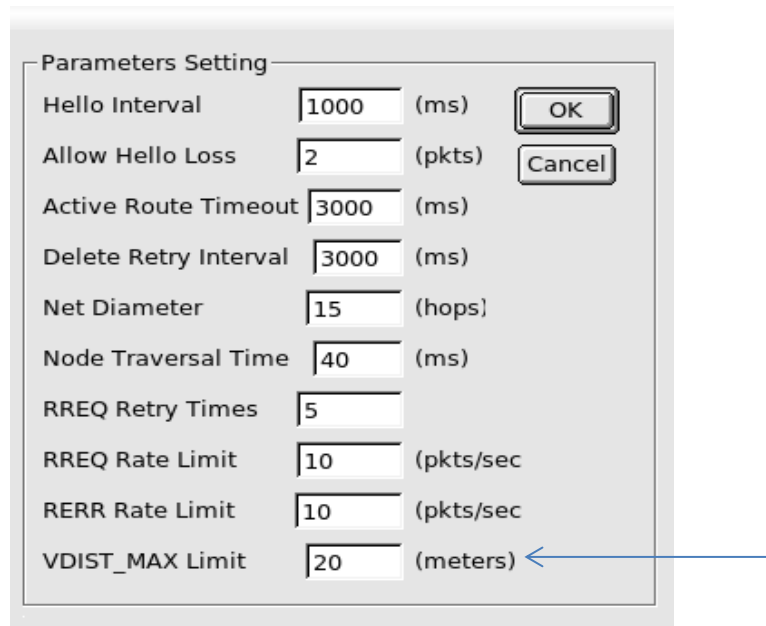 Parameters Setting
Hello Interval 1000 (ms) OK
Allow Hello Loss 2 (pkts) Cancel
Active Route Timeout 3000 (ms)
Delete Retry Interval 3000 (ms)
Net Diameter 15 (hops)
Node Traversal Time 40 (ms)
RREQ Retry Times 5
RREQ Rate Limit 10 (pkts/sec
RERR Rate Limit 10 (pkts/sec
VDIST_MAX Limit 20 (meters)